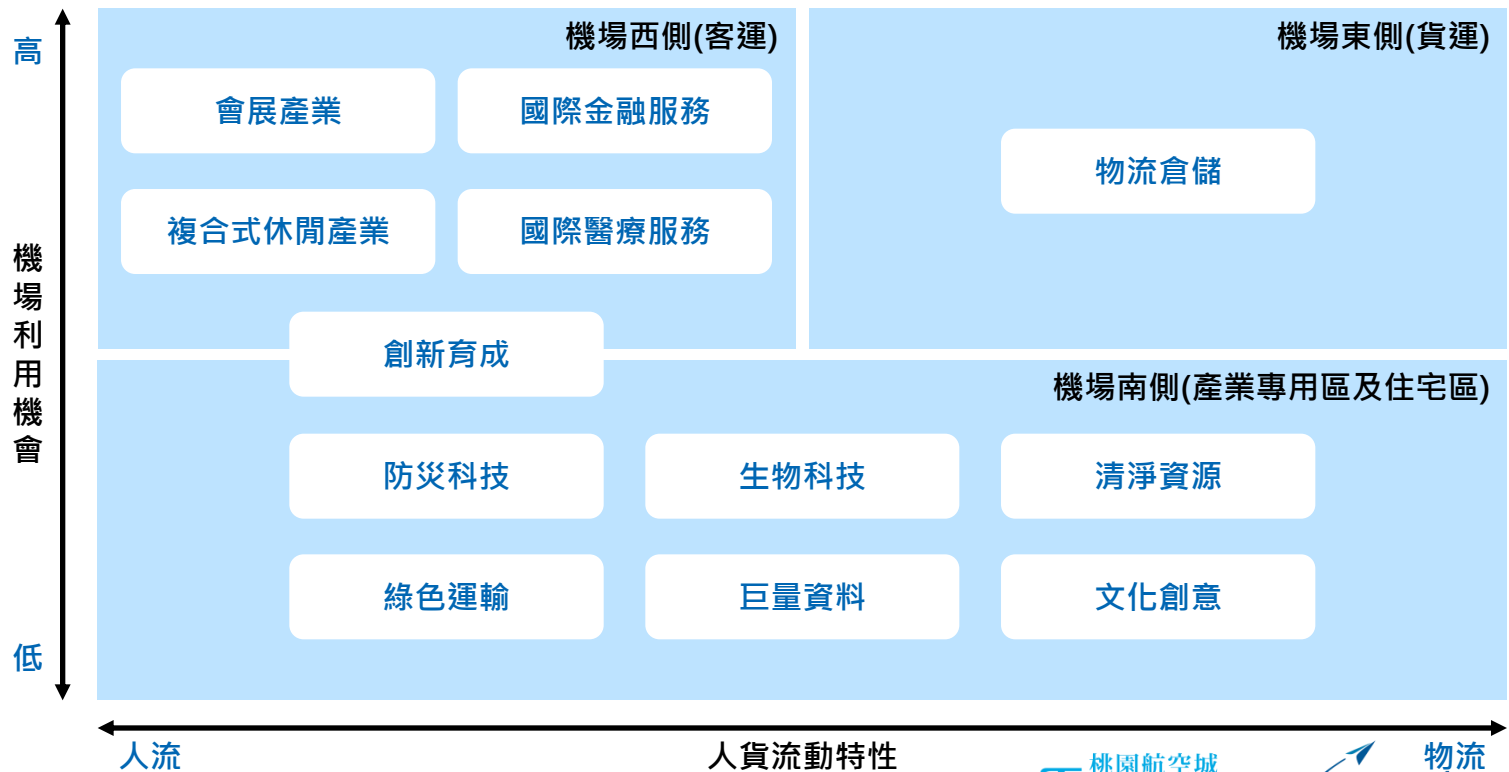 高
機場利用機會
低
機場西側(客運)
會展產業
國際金融服務
複合式休閒產業
國際醫療服務
創新育成
機場東側(貨運)
物流倉儲
機場南側(產業專用區及住宅區)
防災科技
生物科技
清淨資源
綠色運輸
巨量資料
文化創意
人流
人貨流動特性
桃園航空城
物流